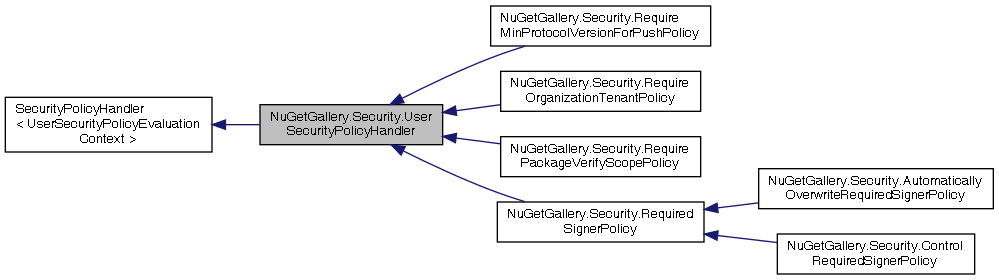 SecurityPolicyHandler
< UserSecurityPolicyEvaluation
Context >
NuGetGallery.Security.User
SecurityPolicyHandler
NuGetGallery.Security.Require
MinProtocolVersionForPushPolicy
NuGetGallery.Security.Require
OrganizationTenantPolicy
NuGetGallery.Security.Require
PackageVerifyScopePolicy
NuGetGallery.Security.Required
SignerPolicy
NuGetGallery.Security.Automatically
OverwriteRequiredSignerPolicy
NuGetGallery.Security.Control
RequiredSignerPolicy